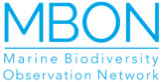 MBON
Marine Biodiversity
Observation Network